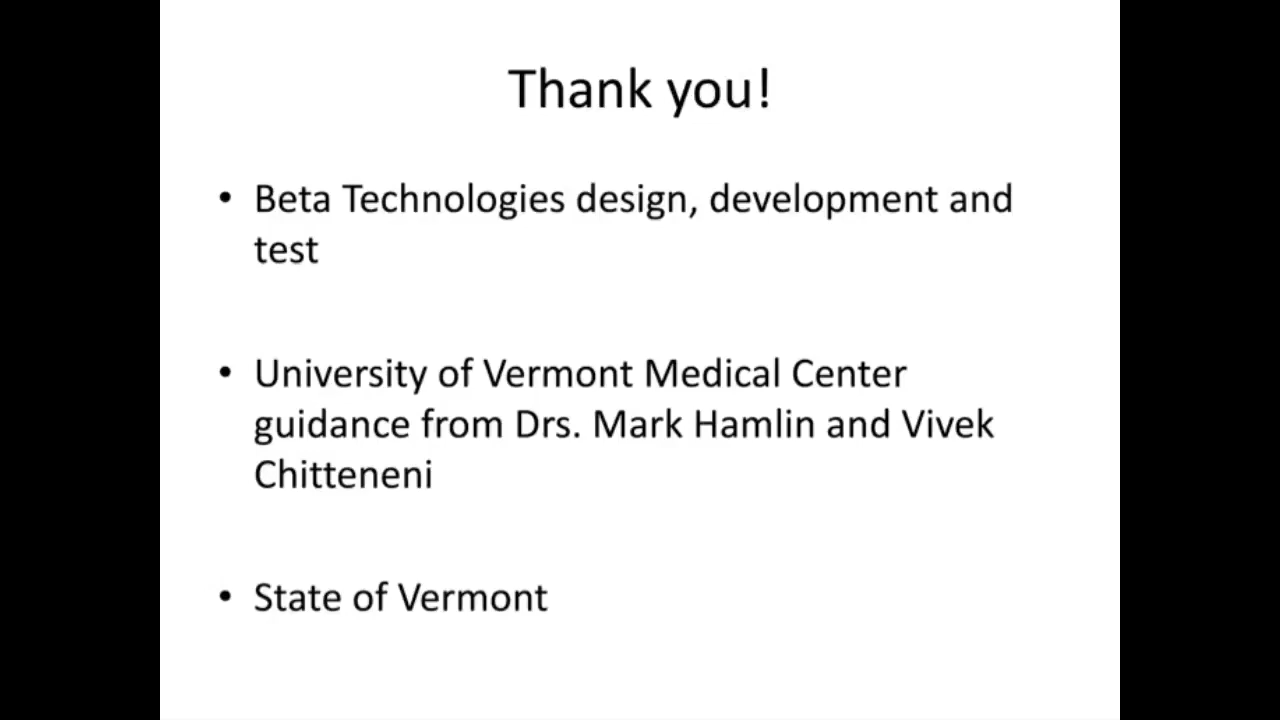 Thank you!
• Beta Technologies design, development and
test
• University of Vermont Medical Center
guidance from Drs. Mark Hamlin and Vivek
Chitteneni
• State of Vermont